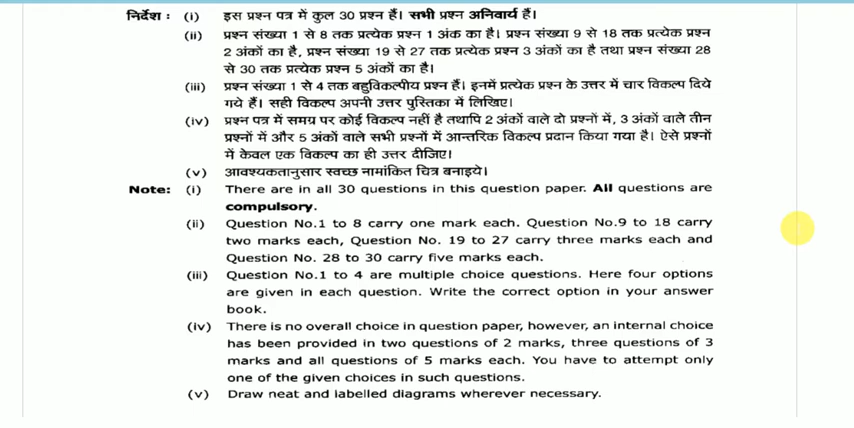 निर्देश : (i) इस प्रश्न पत्र में कुल 30 प्रश्न हैं। सभी प्रश्न अनिवार्य हैं।
(ii) प्रश्न संख्या 1 से 8 तक प्रत्येक प्रश्न 1 अंक का है। प्रश्न संख्या 9 से 18 तक प्रत्येक प्रश्न
2 अंकों का है, प्रश्न संख्या 19 से 27 तक प्रत्येक प्रश्न 3 अंकों का है तथा प्रश्न संख्या 28
से 30 तक प्रत्येक प्रश्न 5 अंकों का है।
(iii) प्रश्न संख्या 1 से 4 तक बहुविकल्पीय प्रश्न हैं। इनमें प्रत्येक प्रश्न के उत्तर में चार विकल्प दिये
गये हैं। सही विकल्प अपनी उत्तर पुस्तिका में लिखिए।
(iv) प्रश्न पत्र में समग्र पर कोई विकल्प नहीं है तथापि 2 अंकों वाले दो प्रश्नों में, 3 अंकों वाले तीन
प्रश्नों में और 5 अंकों वाले सभी प्रश्नों में आन्तरिक विकल्प प्रदान किया गया है। ऐसे प्रश्नों
में केवल एक विकल्प का ही उत्तर दीजिए।
(v) आवश्यकतानुसार स्वच्छ नामांकित चित्र बनाइये।
Note: (i) There are in all 30 questions in this question paper. All questions are
compulsory.
(ii) Question No.1 to 8 carry one mark each. Question No.9 to 18 carry
two marks each, Question No. 19 to 27 carry three marks each and
Question No. 28 to 30 carry five marks each.
(iii) Question No.1 to 4 are multiple choice questions. Here four options
are given in each question. Write the correct option in your answer
book.
(iv) There is no overall choice in question paper, however, an internal choice
has been provided in two questions of 2 marks, three questions of 3
marks and all questions of 5 marks each. You have to attempt only
one of the given choices in such questions.
(v) Draw neat and labelled diagrams wherever necessary.